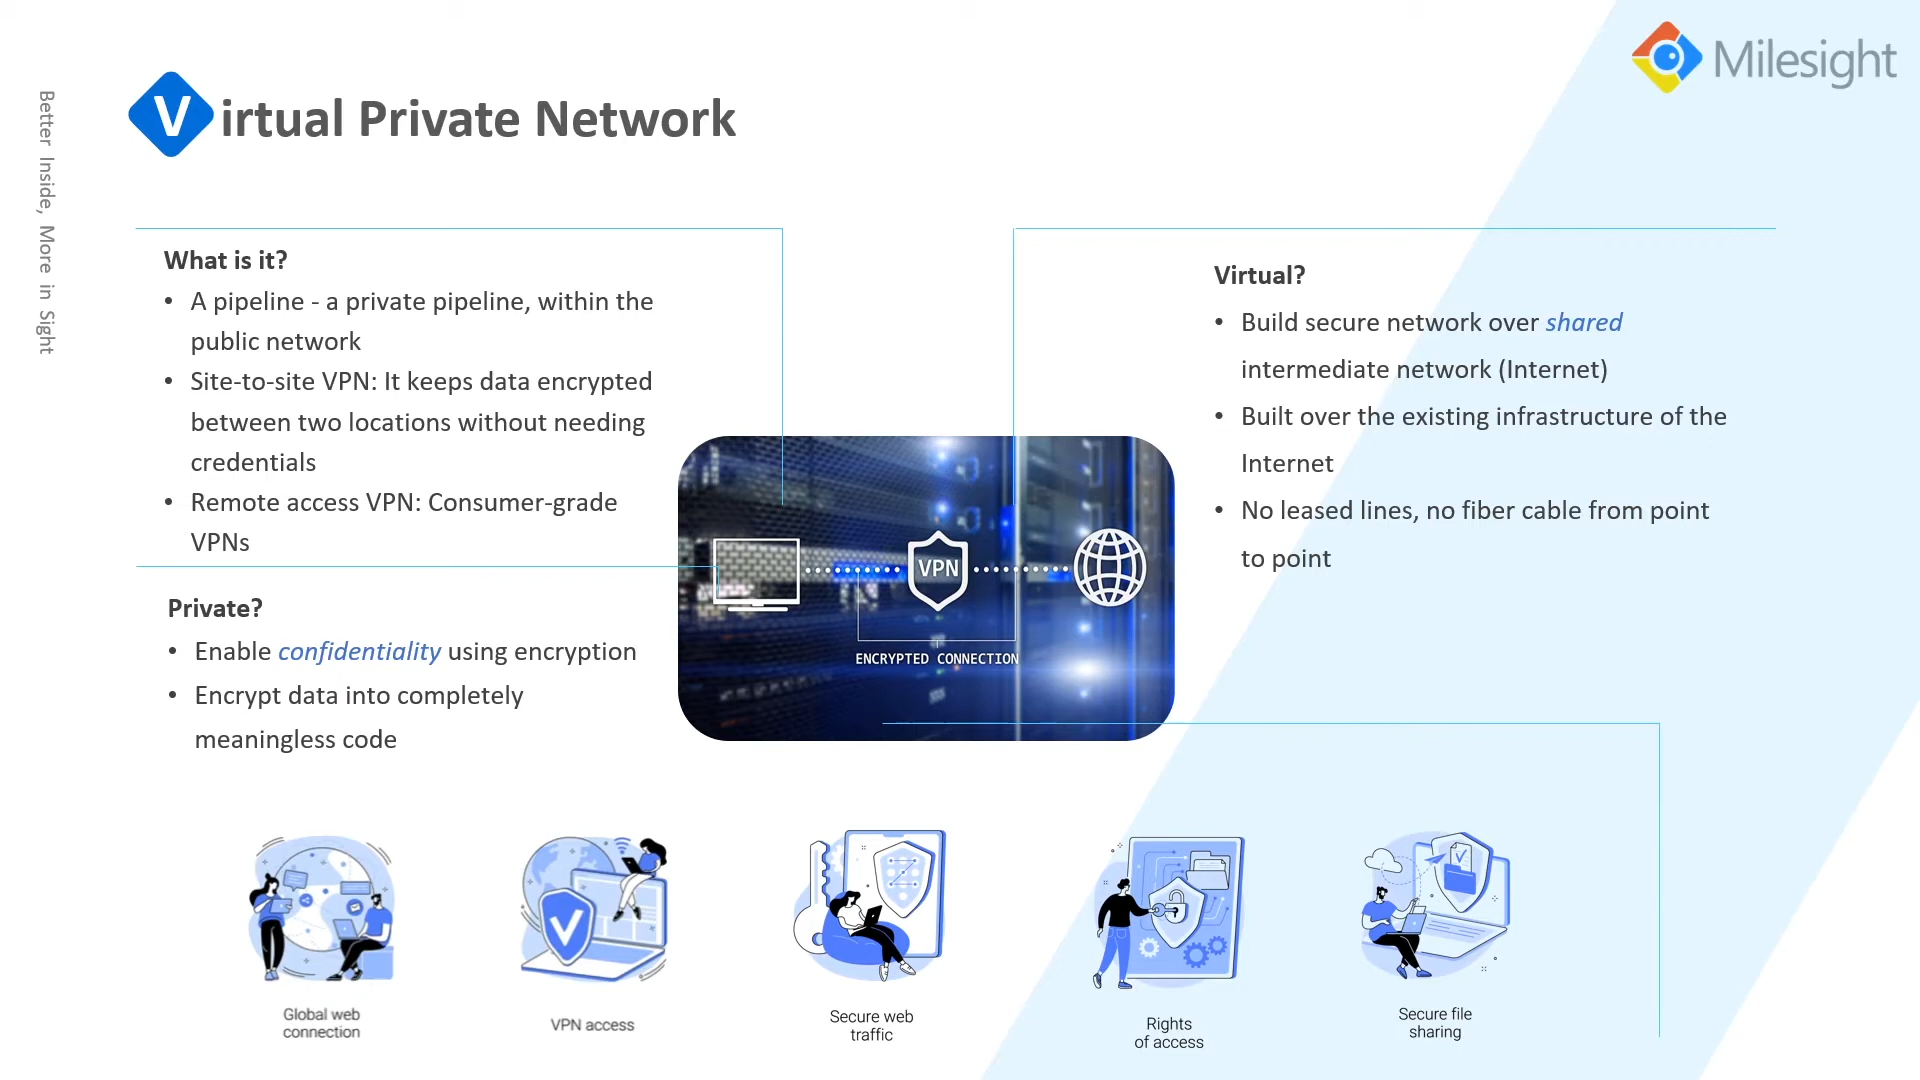 Milesight
Better Inside, More in Sight
Virtual Private Network
What is it?
• A pipeline - a private pipeline, within the
public network
• Site-to-site VPN: It keeps data encrypted
between two locations without needing
credentials
• Remote access VPN: Consumer-grade
VPNs
Private?
• Enable confidentiality using encryption
• Encrypt data into completely
meaningless code
VPN
ENCRYPTED CONNECTION
Virtual?
• Build secure network over shared
intermediate network (Internet)
• Built over the existing infrastructure of the
Internet
• No leased lines, no fiber cable from point
to point
Global web
connection
VPN access
Secure web
traffic
Rights
of access
Secure file
sharing